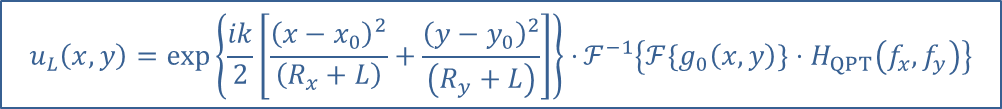 u_L(x, y) = exp{ik/2 [(x − x_0)^2/(R_x + L) + (y − y_0)^2/(R_y + L)]} · ℱ^{−1}{ℱ{g_0(x, y)} · H_QPT(f_x, f_y)}